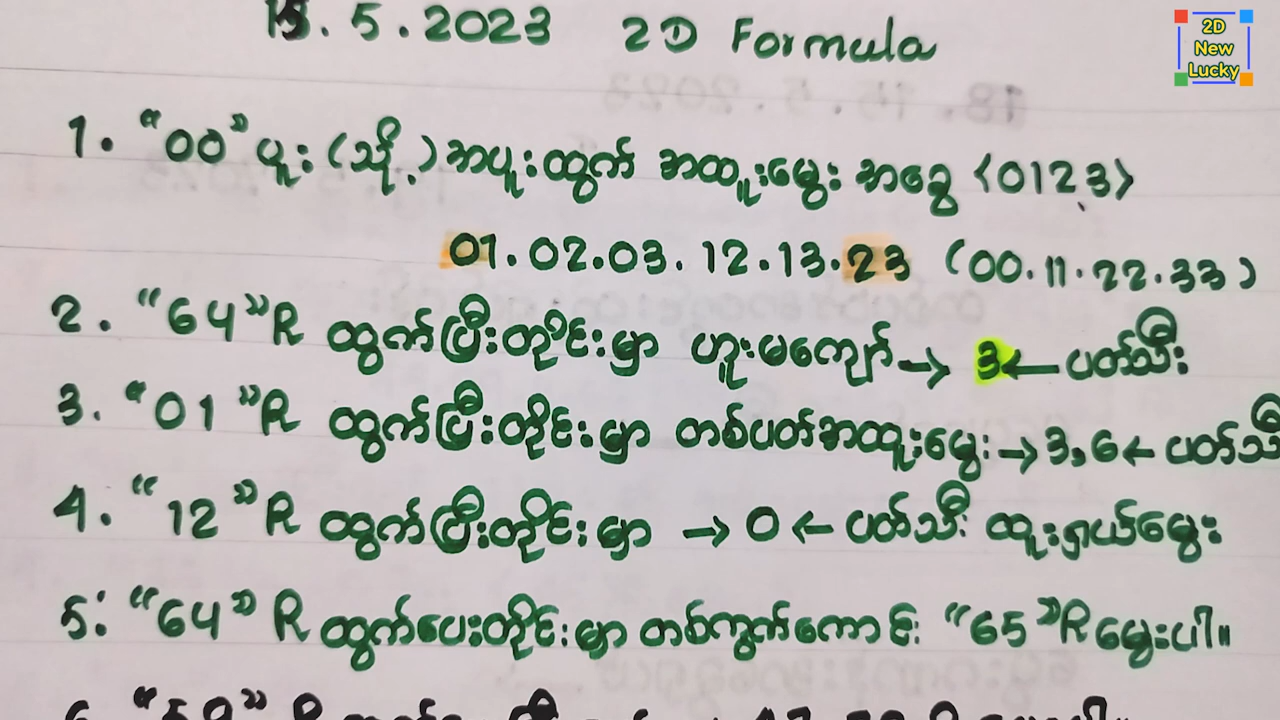 15.5.2023 2D Formula
2D
New
Lucky
1. "00" ပူး (သို့) အပူးထွက် အထူးမွေး အခွေ <0123>
01.02.03.12.13.23 (00.11.22.33)
2. "64" R ထွက်ပြီးတိုင်းမှာ ဟူးမကျော် → 3 ← ပတ်သီး
3. "01" R ထွက်ပြီးတိုင်းမှာ တစ်ပတ်အထူးမွေး → 3,6 ← ပတ်သီ
4. "12" R ထွက်ပြီးတိုင်းမှာ → 0 ← ပတ်သီး ထူးရှယ်မွေး
5: "64" R ထွက်ပေးတိုင်းမှာ တစ်ကွက်ကောင်း "65" R မွေးပါ။